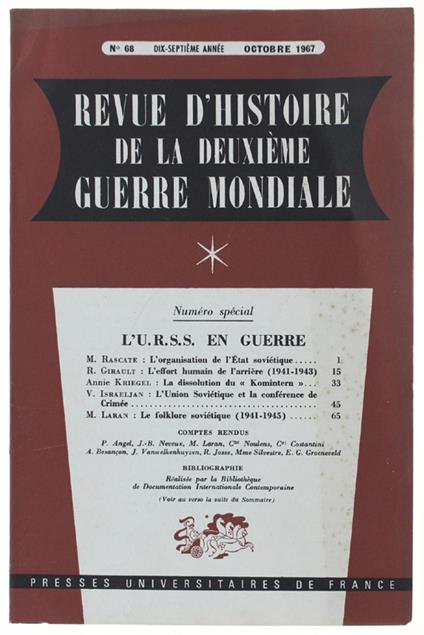 N° 68 DIX-SEPTIÈME ANNÉE OCTOBRE 1967
REVUE D'HISTOIRE
DE LA DEUXIÈME
GUERRE MONDIALE
Numéro spécial
L'U.R.S.S. EN GUERRE
M. RASCATE : L'organisation de l'État soviétique ..... 1
R. GIRAULT : L'effort humain de l'arrière (1941-1943) 15
Annie KRIEGEL : La dissolution du « Komintern » ... 33
V. ISRAELJAN : L'Union Soviétique et la conférence de
Crimée ................................ 45
M. LARAN : Le folklore soviétique (1941-1945) ...... 65
COMPTES RENDUS
P. Angel, J.-B. Neveux, M. Laran, Cdt Noulens, Cel Costantini
A. Besançon, J. Vanwelkenhuyzen, R. Josse, Mme Silvestre, E. G. Groeneveld
BIBLIOGRAPHIE
Réalisée par la Bibliothèque
de Documentation Internationale Contemporaine
(Voir au verso la suite du Sommaire)
PRESSES UNIVERSITAIRES DE FRANCE